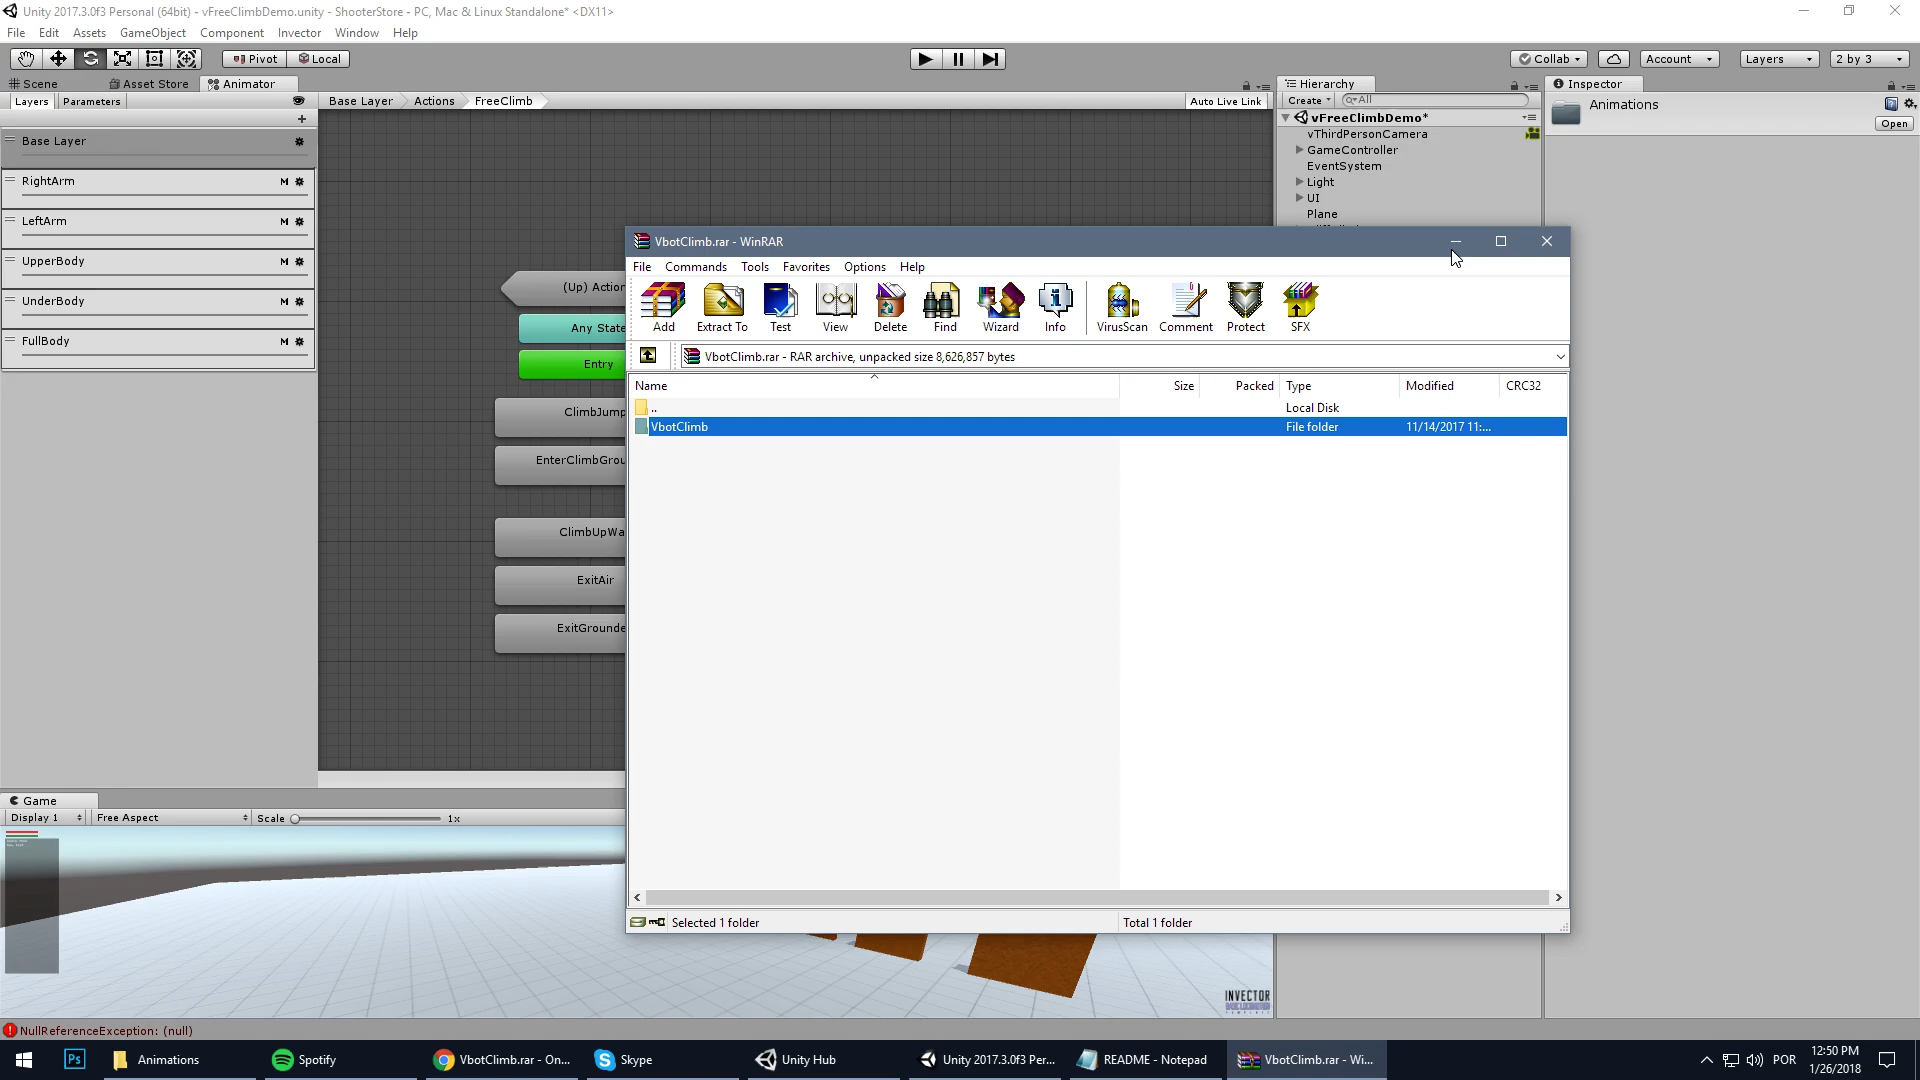 Unity 2017.3.0f3 Personal (64bit) - vFreeClimbDemo.unity - ShooterStore - PC, Mac & Linux Standalone* <DX11>
File Edit Assets GameObject Component Invector Window Help
Pivot Local Collab Account Layers 2 by 3
Scene Asset Store Animator Hierarchy Inspector
Layers Parameters Base Layer Actions FreeClimb Auto Live Link Create All Animations
Open
Base Layer
RightArm M
LeftArm M
UpperBody M
UnderBody M
FullBody M
vFreeClimbDemo*
vThirdPersonCamera
GameController
EventSystem
Light
UI
Plane
(Up) Action
Any State
Entry
ClimbJump
EnterClimbGrou
ClimbUpWa
ExitAir
ExitGrounde
VbotClimb.rar - WinRAR
File Commands Tools Favorites Options Help
Add Extract To Test View Delete Find Wizard Info VirusScan Comment Protect SFX
VbotClimb.rar - RAR archive, unpacked size 8,626,857 bytes
Name Size Packed Type Modified CRC32
.. Local Disk
VbotClimb File folder 11/14/2017 11:...
Selected 1 folder Total 1 folder
Game
Display 1 Free Aspect Scale 1x
INVECTOR
NullReferenceException: (null)
Ps Animations Spotify VbotClimb.rar - On... Skype Unity Hub Unity 2017.3.0f3 Per... README - Notepad VbotClimb.rar - Wi... POR 12:50 PM
1/26/2018